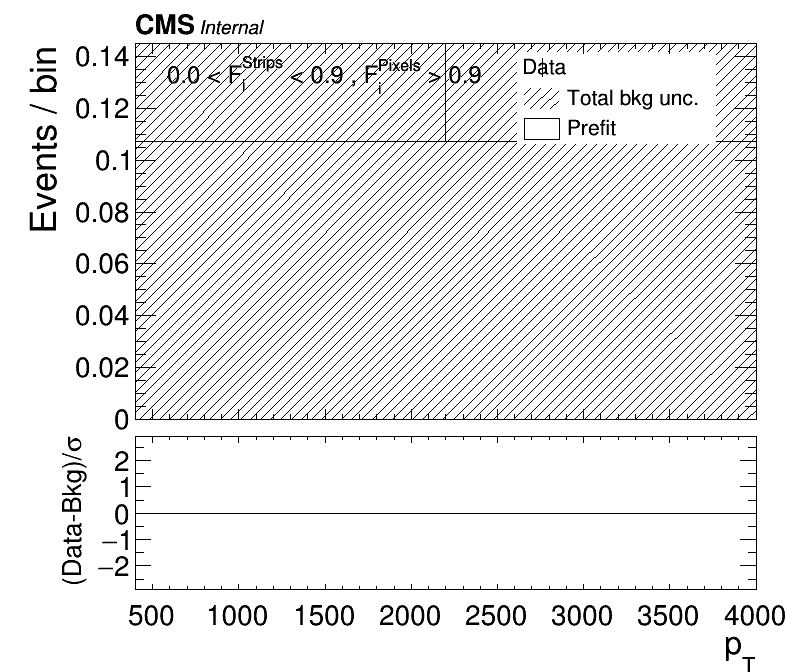 CMS Internal
Events / bin
0.14
0.12
0.1
0.08
0.06
0.04
0.02
0
0.0 < F_i^Strips < 0.9 , F_i^Pixels > 0.9
Data
Total bkg unc.
Prefit
(Data-Bkg)/σ
2
1
0
−1
−2
500 1000 1500 2000 2500 3000 3500 4000
p_T